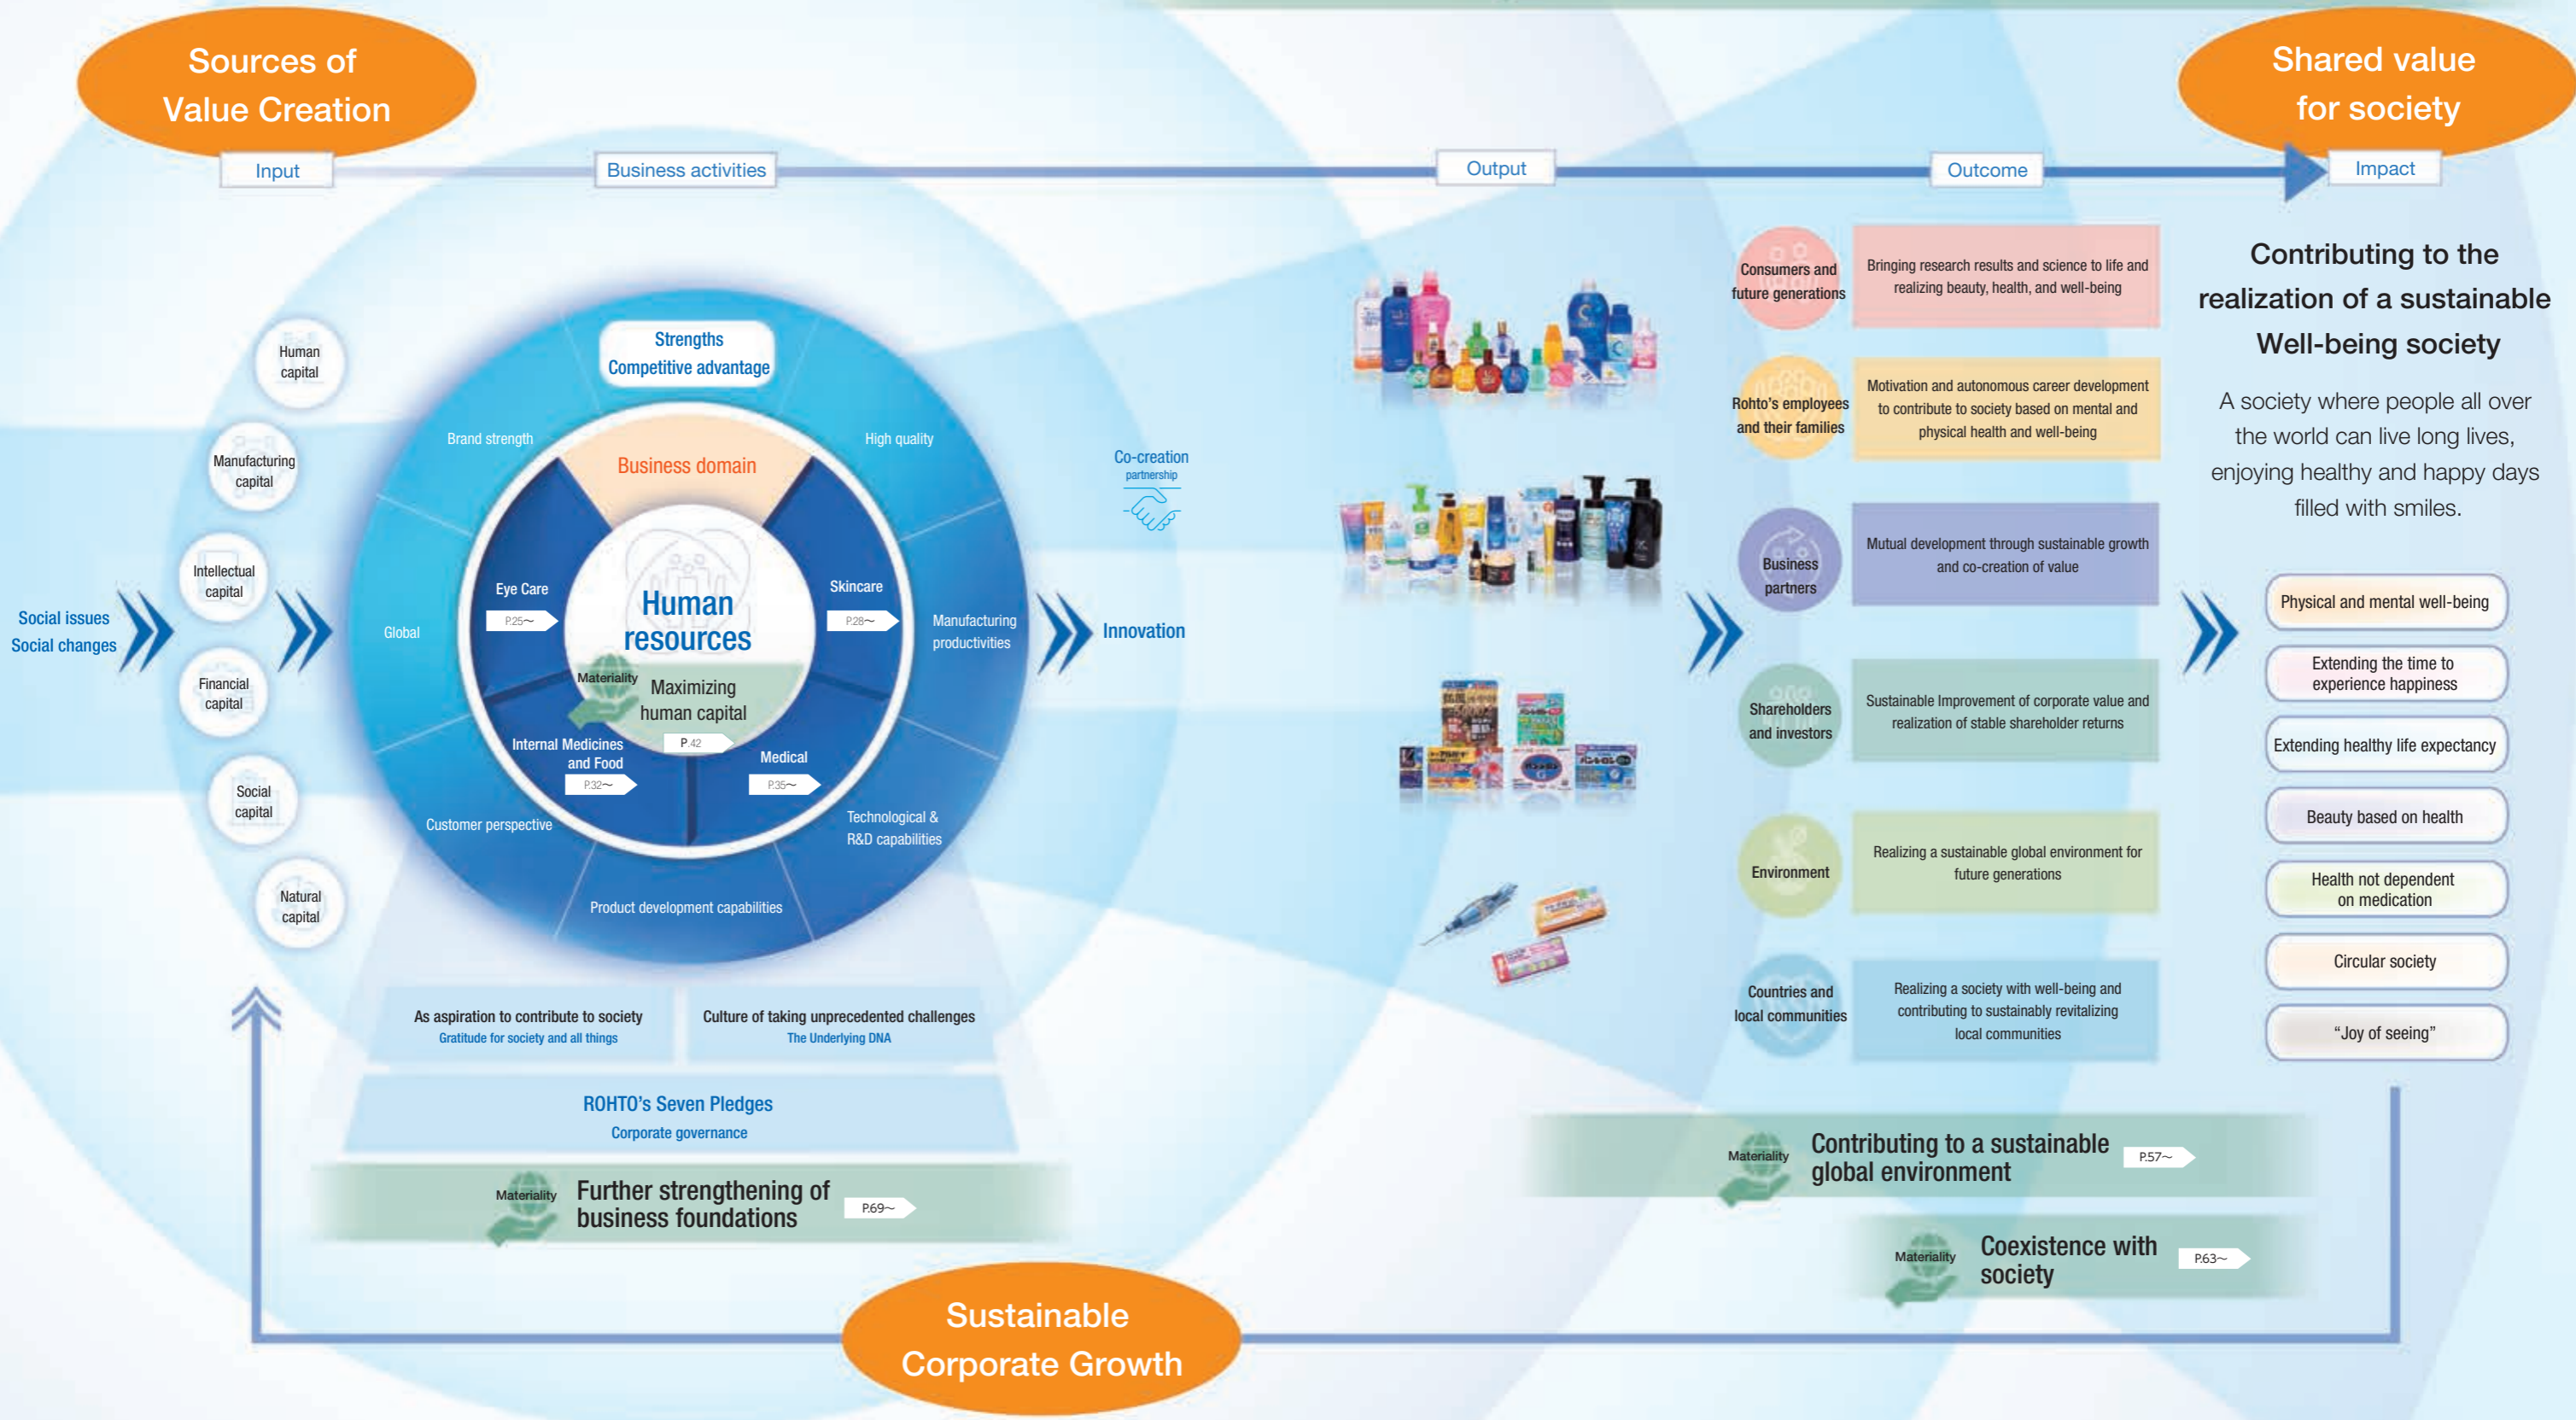 Sources of
Value Creation
Shared value
for society
Input
Business activities
Output
Outcome
Impact
Social issues
Social changes
Human
capital
Manufacturing
capital
Intellectual
capital
Financial
capital
Social
capital
Natural
capital
Strengths
Competitive advantage
Brand strength
High quality
Global
Manufacturing
productivities
Customer perspective
Technological &
R&D capabilities
Product development capabilities
Business domain
Eye Care
P.25~
Skincare
P.28~
Human
resources
Materiality
Maximizing
human capital
P.42
Internal Medicines
and Food
P.32~
Medical
P.35~
As aspiration to contribute to society
Gratitude for society and all things
Culture of taking unprecedented challenges
The Underlying DNA
ROHTO's Seven Pledges
Corporate governance
Materiality
Further strengthening of
business foundations
P.69~
Co-creation
partnership
Innovation
Consumers and
future generations
Bringing research results and science to life and
realizing beauty, health, and well-being
Rohto's employees
and their families
Motivation and autonomous career development
to contribute to society based on mental and
physical health and well-being
Business
partners
Mutual development through sustainable growth
and co-creation of value
Shareholders
and investors
Sustainable Improvement of corporate value and
realization of stable shareholder returns
Environment
Realizing a sustainable global environment for
future generations
Countries and
local communities
Realizing a society with well-being and
contributing to sustainably revitalizing
local communities
Contributing to the
realization of a sustainable
Well-being society
A society where people all over
the world can live long lives,
enjoying healthy and happy days
filled with smiles.
Physical and mental well-being
Extending the time to
experience happiness
Extending healthy life expectancy
Beauty based on health
Health not dependent
on medication
Circular society
“Joy of seeing”
Materiality
Contributing to a sustainable
global environment
P.57~
Materiality
Coexistence with
society
P.63~
Sustainable
Corporate Growth